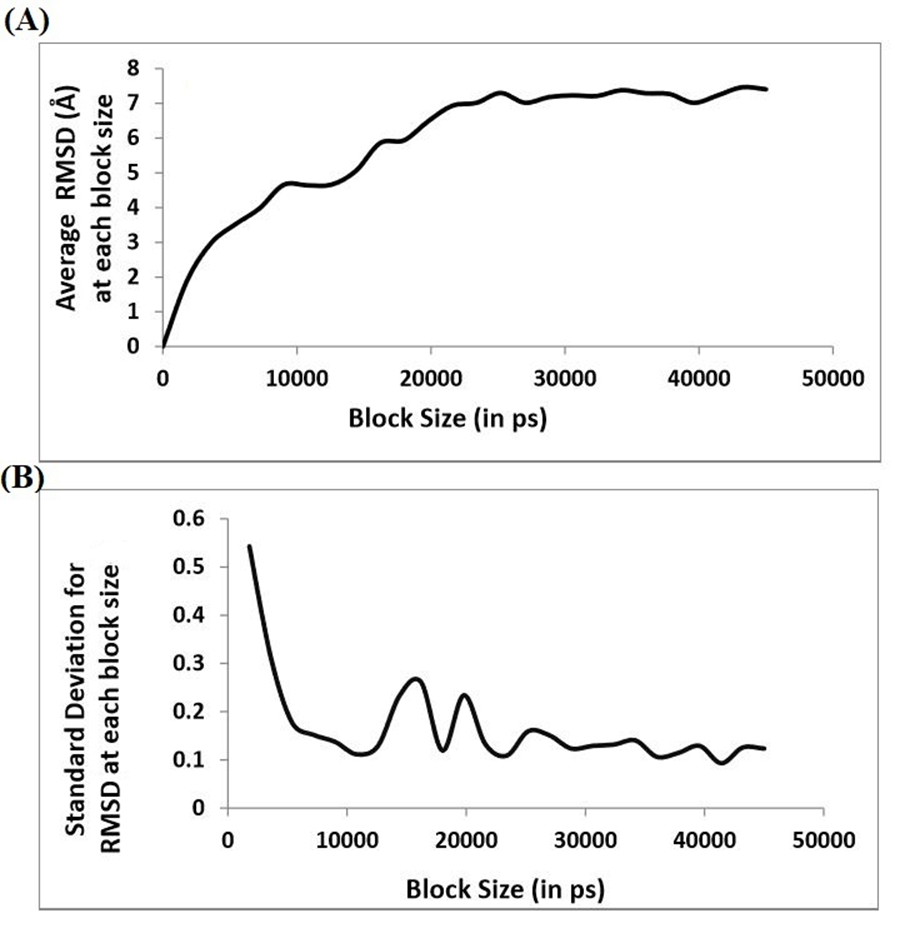 (A)
Average RMSD (Å)
at each block size
8
7
6
5
4
3
2
1
0
0 10000 20000 30000 40000 50000
Block Size (in ps)
(B)
Standard Deviation for
RMSD at each block size
0.6
0.5
0.4
0.3
0.2
0.1
0
0 10000 20000 30000 40000 50000
Block Size (in ps)